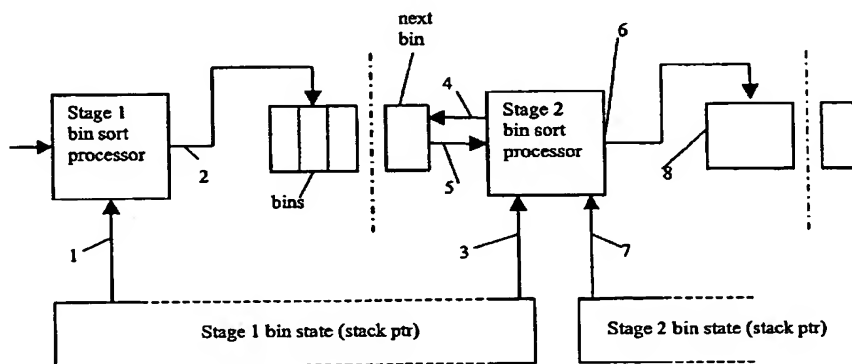 next
bin
6
4
Stage 1
bin sort
processor
Stage 2
bin sort
processor
2
5
8
bins
1
3
7
Stage 1 bin state (stack ptr)
Stage 2 bin state (stack ptr)